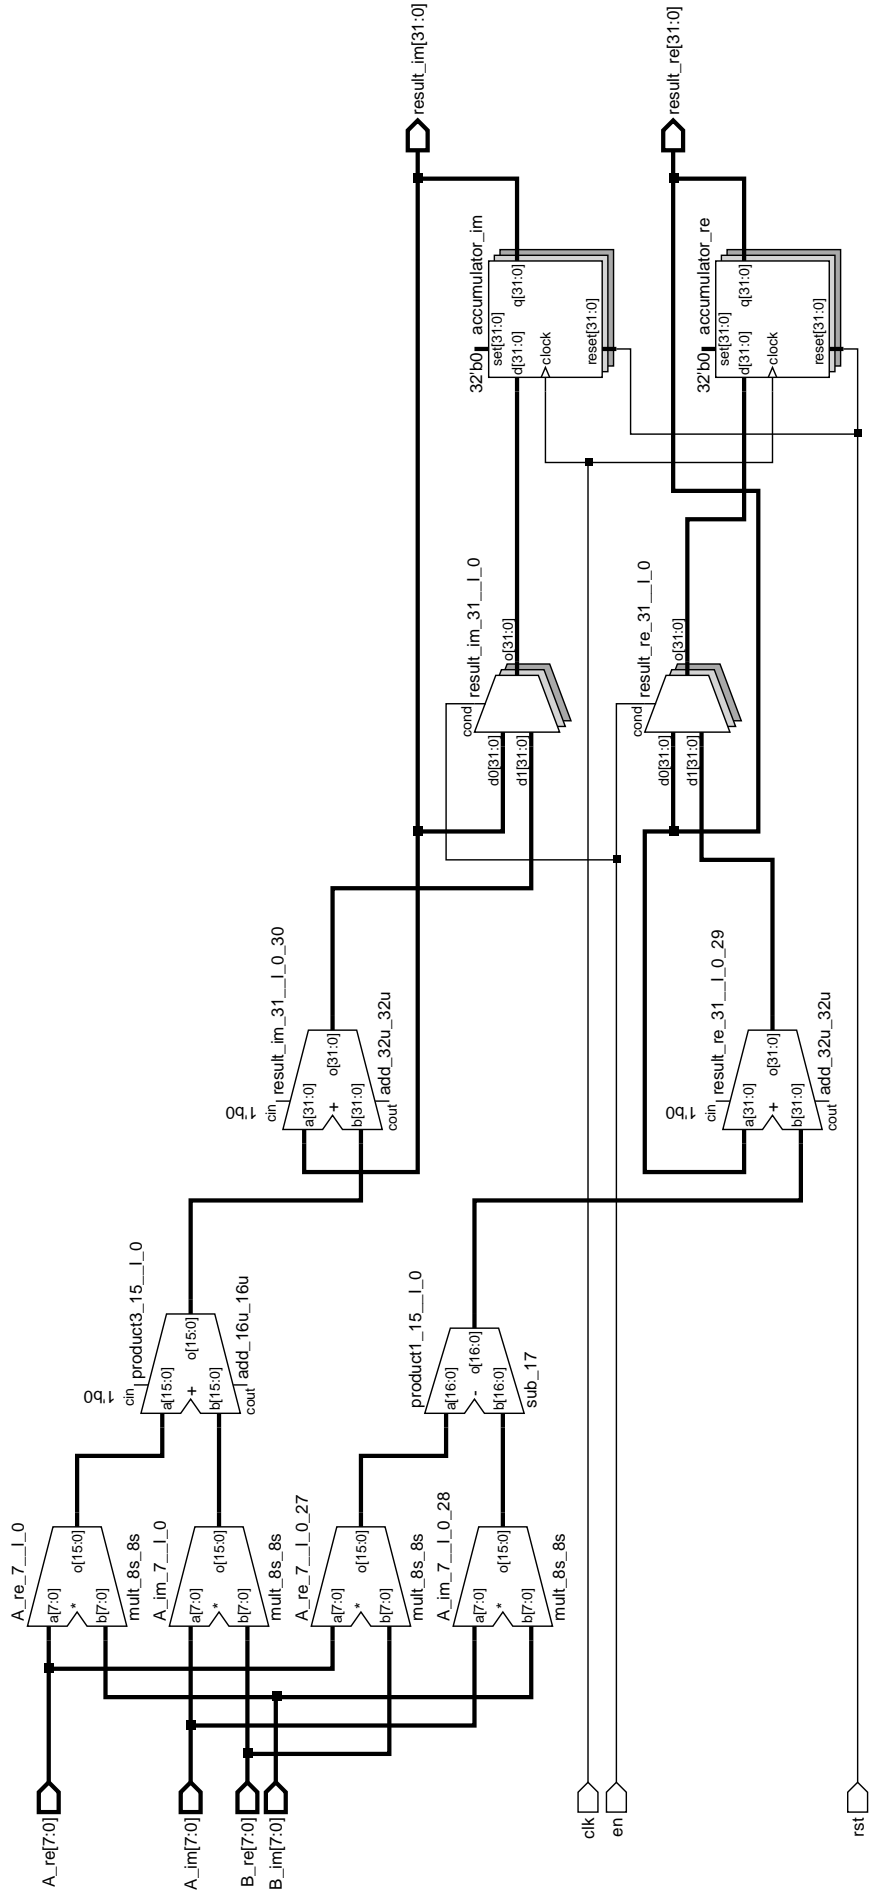 A_re[7:0]
A_im[7:0]
B_re[7:0]
B_im[7:0]
clk
en
rst
A_re_7__I_0
a[7:0]
*
b[7:0]
o[15:0]
mult_8s_8s
A_im_7__I_0
a[7:0]
*
b[7:0]
o[15:0]
mult_8s_8s
A_re_7__I_0_27
a[7:0]
*
b[7:0]
o[15:0]
mult_8s_8s
A_im_7__I_0_28
a[7:0]
*
b[7:0]
o[15:0]
mult_8s_8s
1'b0
cin
product3_15__I_0
a[15:0]
+
b[15:0]
o[15:0]
cout
add_16u_16u
product1_15__I_0
a[16:0]
-
b[16:0]
o[16:0]
sub_17
1'b0
cin
result_im_31__I_0_30
a[31:0]
+
b[31:0]
o[31:0]
cout
add_32u_32u
1'b0
cin
result_re_31__I_0_29
a[31:0]
+
b[31:0]
o[31:0]
cout
add_32u_32u
cond
result_im_31__I_0
d0[31:0]
d1[31:0]
o[31:0]
cond
result_re_31__I_0
d0[31:0]
d1[31:0]
o[31:0]
32'b0
accumulator_im
set[31:0]
d[31:0]
q[31:0]
clock
reset[31:0]
32'b0
accumulator_re
set[31:0]
d[31:0]
q[31:0]
clock
reset[31:0]
result_im[31:0]
result_re[31:0]